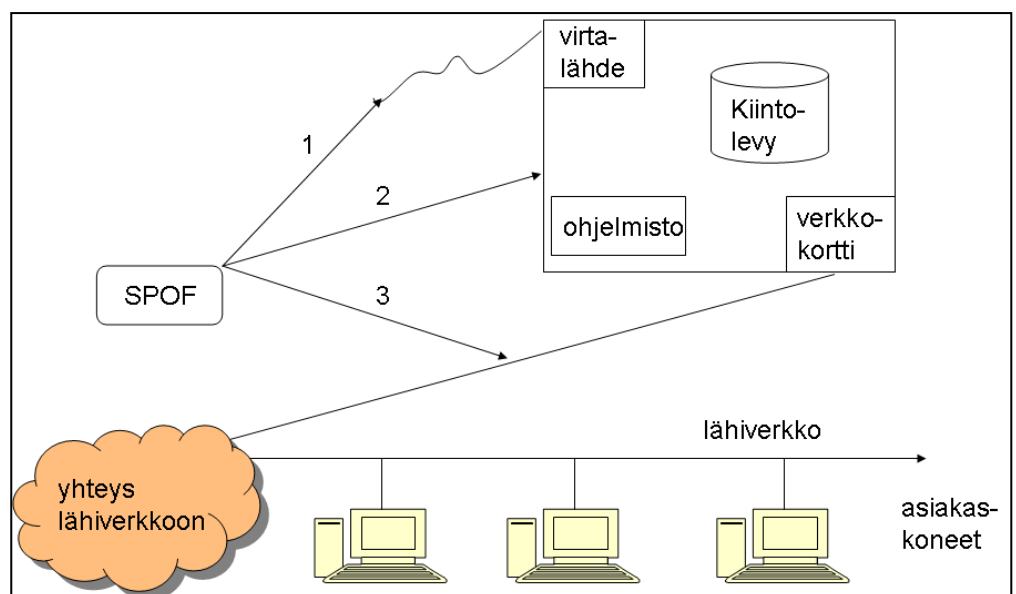 virta-
lähde
Kiinto-
levy
1
2
ohjelmisto
verkko-
kortti
SPOF
3
lähiverkko
yhteys
lähiverkkoon
asiakas-
koneet